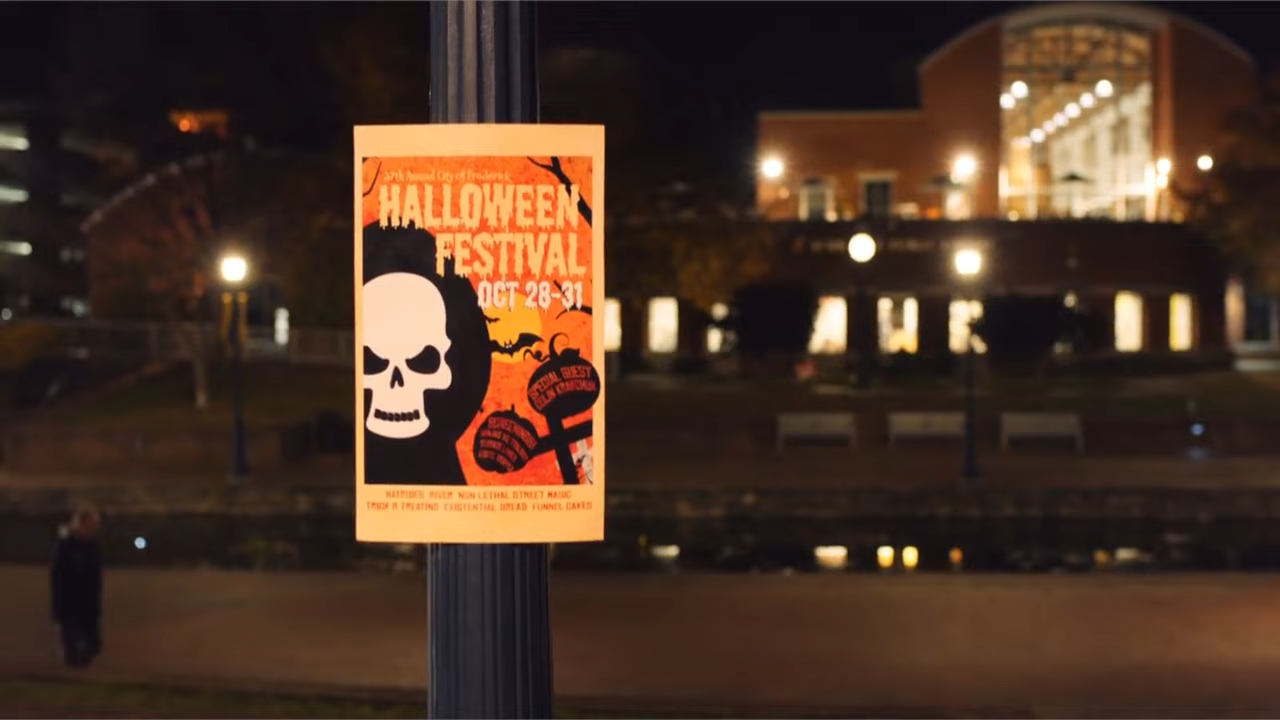 37th Annual City of Frederick
HALLOWEEN
FESTIVAL
OCT 28-31
SPECIAL GUEST
HAYRIDES RIVER NON-LETHAL STREET MAGIC
TRICK R TREATING EXISTENTIAL DREAD FUNNEL CAKES